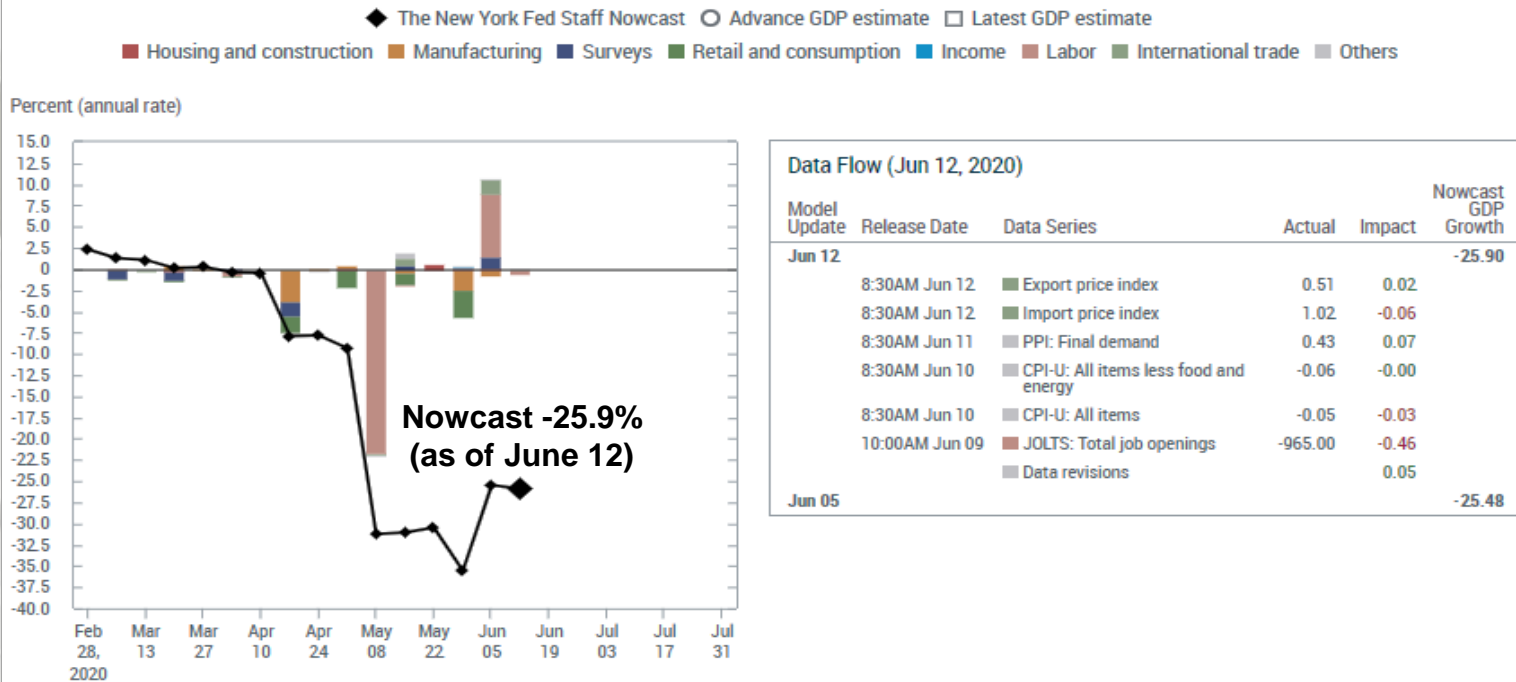 The New York Fed Staff Nowcast Advance GDP estimate Latest GDP estimate
Housing and construction Manufacturing Surveys Retail and consumption Income Labor International trade Others
Percent (annual rate)
15.0
12.5
10.0
7.5
5.0
2.5
0
-2.5
-5.0
-7.5
-10.0
-12.5
-15.0
-17.5
-20.0
-22.5
-25.0
-27.5
-30.0
-32.5
-35.0
-37.5
-40.0
Nowcast -25.9%
(as of June 12)
Feb Mar Mar Apr Apr May May Jun Jun Jul Jul Jul
28, 13 27 10 24 08 22 05 19 03 17 31
2020
Data Flow (Jun 12, 2020)
Nowcast
Model GDP
Update Release Date Data Series Actual Impact Growth
Jun 12 -25.90
8:30AM Jun 12 Export price index 0.51 0.02
8:30AM Jun 12 Import price index 1.02 -0.06
8:30AM Jun 11 PPI: Final demand 0.43 0.07
8:30AM Jun 10 CPI-U: All items less food and -0.06 -0.00
energy
8:30AM Jun 10 CPI-U: All items -0.05 -0.03
10:00AM Jun 09 JOLTS: Total job openings -965.00 -0.46
Data revisions 0.05
Jun 05 -25.48